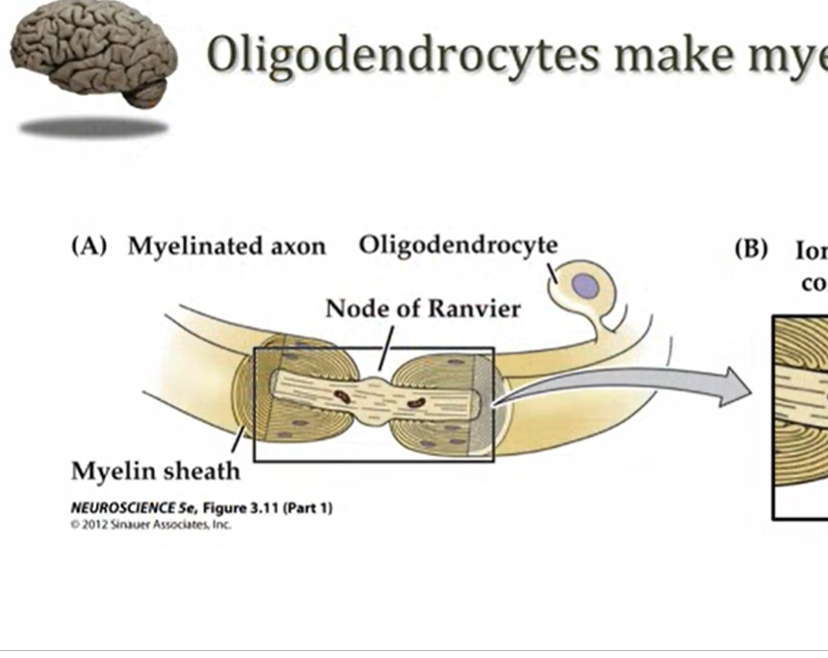 Oligodendrocytes make mye
(A) Myelinated axon
Oligodendrocyte
Node of Ranvier
Myelin sheath
NEUROSCIENCE 5e, Figure 3.11 (Part 1)
© 2012 Sinauer Associates, Inc.
(B) Ion
co